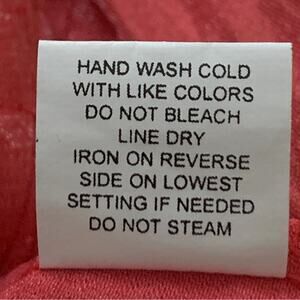 HAND WASH COLD
WITH LIKE COLORS
DO NOT BLEACH
LINE DRY
IRON ON REVERSE
SIDE ON LOWEST
SETTING IF NEEDED
DO NOT STEAM